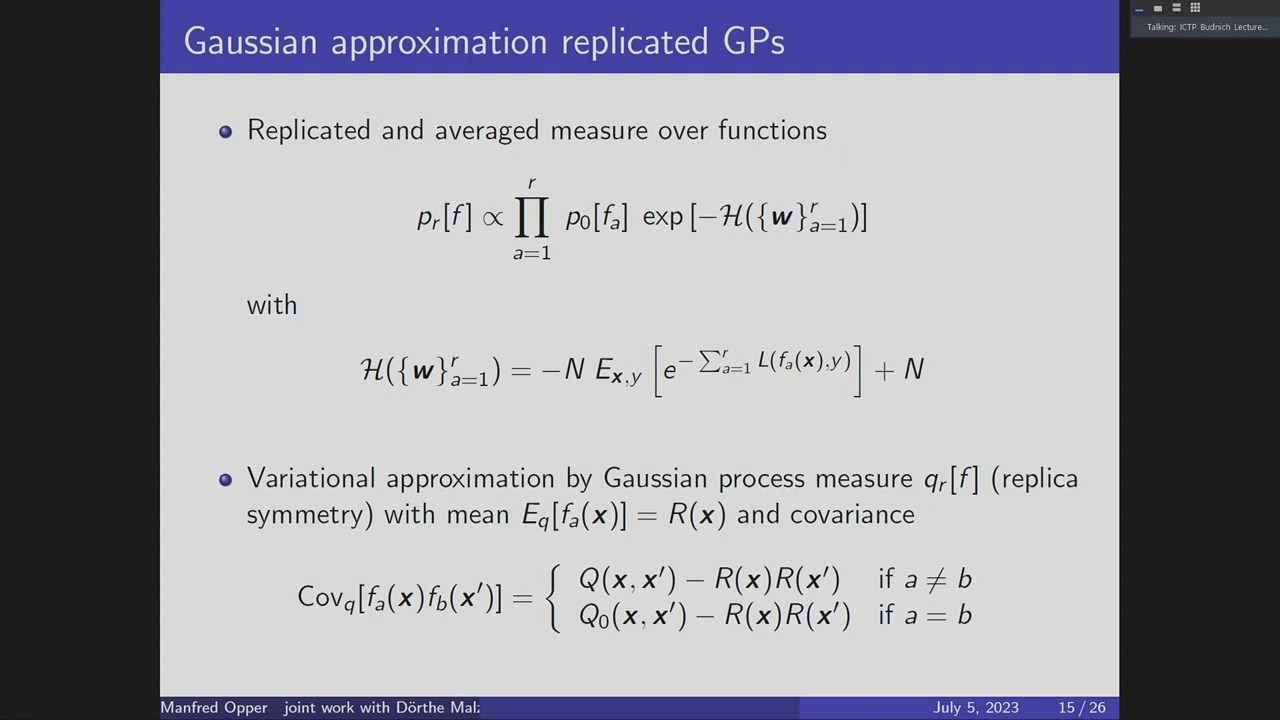 Gaussian approximation replicated GPs
Talking: ICTP Budnich Lecture...
Replicated and averaged measure over functions
p_r[f] ∝ ∏_{a=1}^{r} p_0[f_a] exp[−ℋ({w}_{a=1}^{r})]
with
ℋ({w}_{a=1}^{r}) = −N E_{x,y} [e^{−∑_{a=1}^{r} L(f_a(x),y)}] + N
Variational approximation by Gaussian process measure q_r[f] (replica
symmetry) with mean E_q[f_a(x)] = R(x) and covariance
Cov_q[f_a(x)f_b(x′)] = { Q(x, x′) − R(x)R(x′) if a ≠ b
Q_0(x, x′) − R(x)R(x′) if a = b
Manfred Opper joint work with Dörthe Malz July 5, 2023 15 / 26